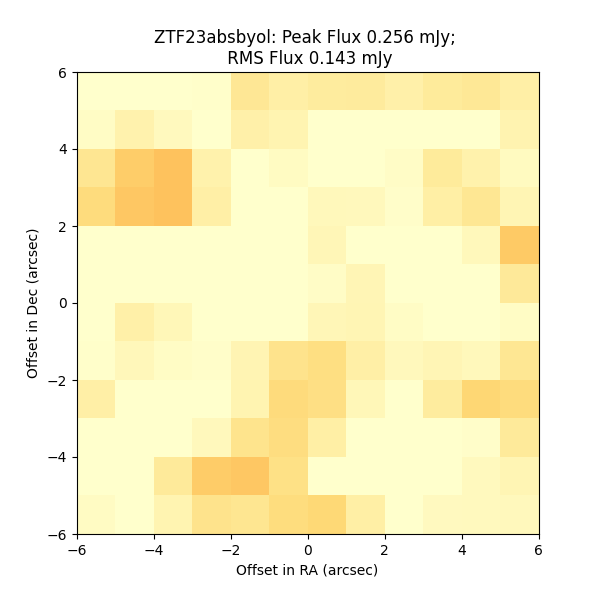 ZTF23absbyol: Peak Flux 0.256 mJy;
RMS Flux 0.143 mJy
6
4
2
0
−2
−4
−6
Offset in Dec (arcsec)
−6 −4 −2 0 2 4 6
Offset in RA (arcsec)